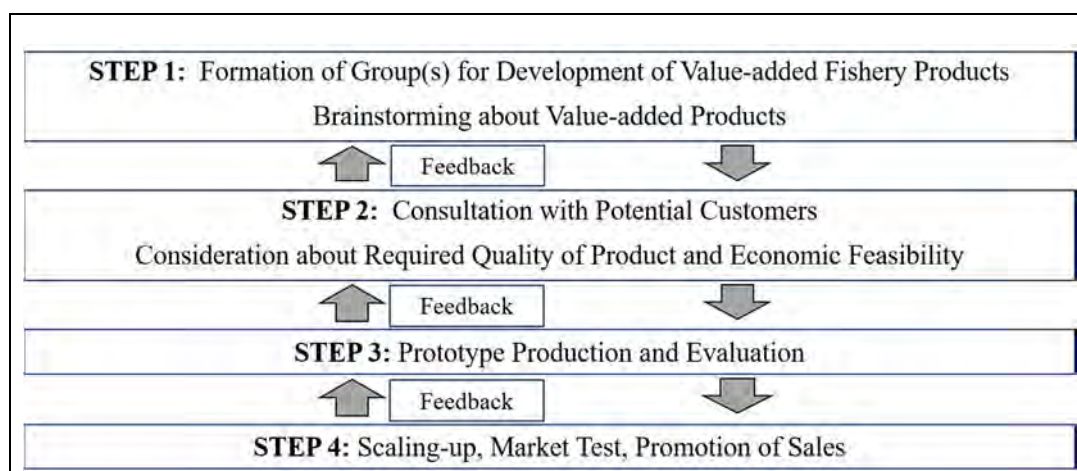 STEP 1: Formation of Group(s) for Development of Value-added Fishery Products
Brainstorming about Value-added Products
Feedback
STEP 2: Consultation with Potential Customers
Consideration about Required Quality of Product and Economic Feasibility
Feedback
STEP 3: Prototype Production and Evaluation
Feedback
STEP 4: Scaling-up, Market Test, Promotion of Sales